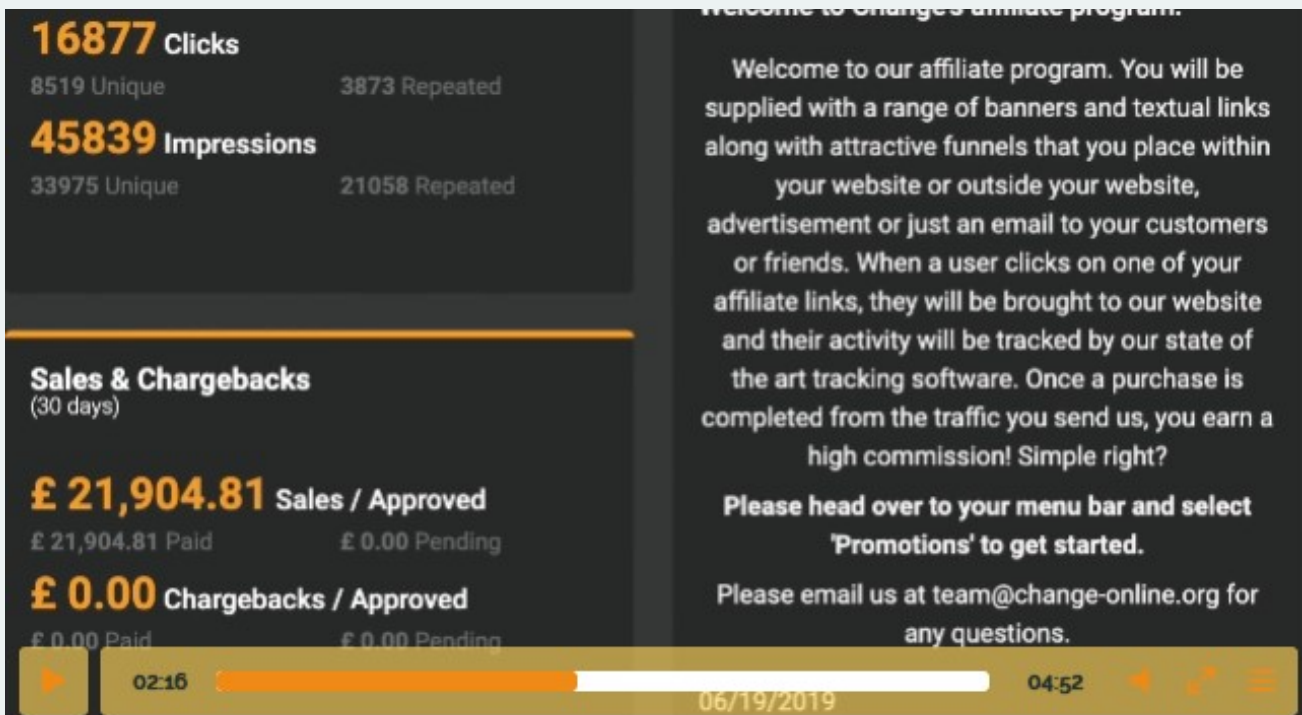 16877 Clicks
8519 Unique 3873 Repeated
45839 Impressions
33975 Unique 21058 Repeated
Sales & Chargebacks
(30 days)
£ 21,904.81 Sales / Approved
£ 21,904.81 Paid £ 0.00 Pending
£ 0.00 Chargebacks / Approved
£ 0.00 Paid £ 0.00 Pending
Welcome to Change's affiliate program.
Welcome to our affiliate program. You will be
supplied with a range of banners and textual links
along with attractive funnels that you place within
your website or outside your website,
advertisement or just an email to your customers
or friends. When a user clicks on one of your
affiliate links, they will be brought to our website
and their activity will be tracked by our state of
the art tracking software. Once a purchase is
completed from the traffic you send us, you earn a
high commission! Simple right?
Please head over to your menu bar and select
'Promotions' to get started.
Please email us at team@change-online.org for
any questions.
06/19/2019
02:16 04:52